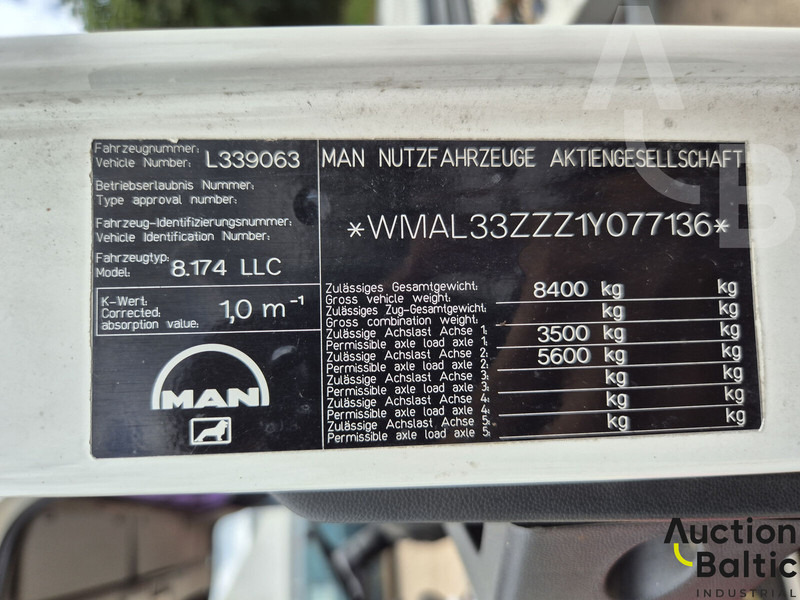 Fahrzeugnummer:
Vehicle Number: L339063
Betriebserlaubnis Nummer:
Type approval number:
Fahrzeug-Identifizierungsnummer:
Vehicle Identification Number:
Fahrzeugtyp:
Model: 8.174 LLC
K-Wert:
Corrected: 1,0 m⁻¹
absorption value:
MAN
MAN NUTZFAHRZEUGE AKTIENGESELLSCHAFT
*WMAL33ZZZ1Y077136*
Zulässiges Gesamtgewicht: 8400 kg kg
Gross vehicle weight:
Zulässiges Zug-Gesamtgewicht: kg kg
Gross combination weight:
Zulässige Achslast Achse 1: 3500 kg kg
Permissible axle load axle 1:
Zulässige Achslast Achse 2: 5600 kg kg
Permissible axle load axle 2:
Zulässige Achslast Achse 3: kg kg
Permissible axle load axle 3:
Zulässige Achslast Achse 4: kg kg
Permissible axle load axle 4:
Zulässige Achslast Achse 5: kg kg
Permissible axle load axle 5:
A
B
Auction
Baltic
INDUSTRIAL